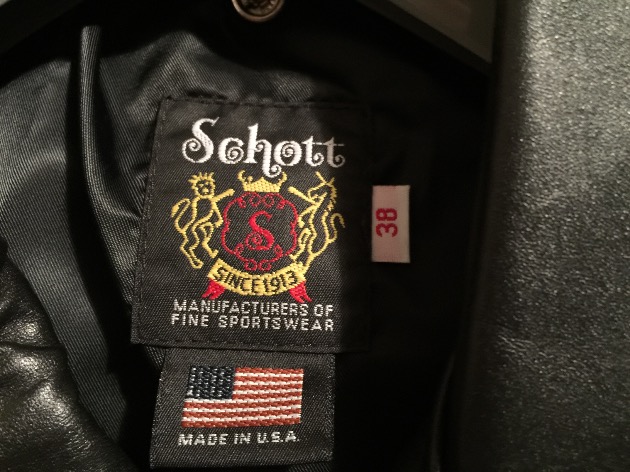 Schott
S
SINCE 1913
MANUFACTURERS OF
FINE SPORTSWEAR
38
MADE IN U.S.A.